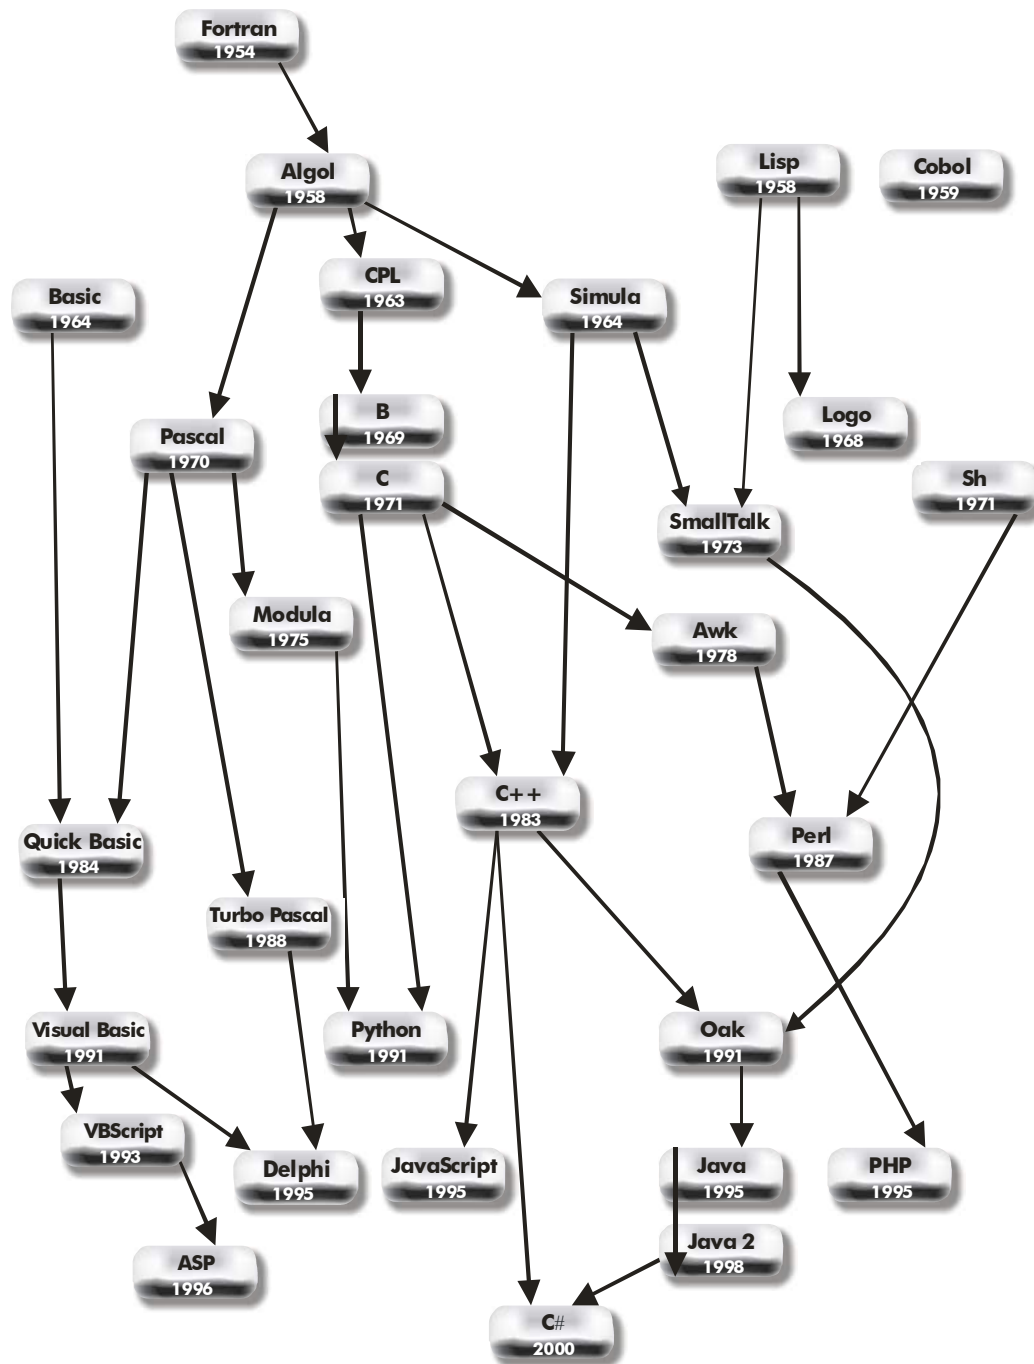 Fortran
1954
Algol
1958
Lisp
1958
Cobol
1959
CPL
1963
Basic
1964
Simula
1964
B
1969
Logo
1968
Pascal
1970
C
1971
Sh
1971
SmallTalk
1973
Modula
1975
Awk
1978
C++
1983
Quick Basic
1984
Perl
1987
Turbo Pascal
1988
Visual Basic
1991
Python
1991
Oak
1991
VBScript
1993
Delphi
1995
JavaScript
1995
Java
1995
PHP
1995
Java 2
1998
ASP
1996
C#
2000